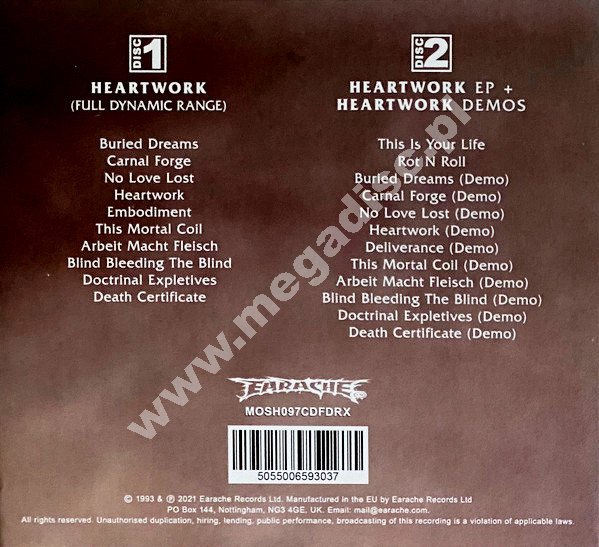 DISC 1
HEARTWORK
(FULL DYNAMIC RANGE)
Buried Dreams
Carnal Forge
No Love Lost
Heartwork
Embodiment
This Mortal Coil
Arbeit Macht Fleisch
Blind Bleeding The Blind
Doctrinal Expletives
Death Certificate
DISC 2
HEARTWORK EP +
HEARTWORK DEMOS
This Is Your Life
Rot N Roll
Buried Dreams (Demo)
Carnal Forge (Demo)
No Love Lost (Demo)
Heartwork (Demo)
Deliverance (Demo)
This Mortal Coil (Demo)
Arbeit Macht Fleisch (Demo)
Blind Bleeding The Blind (Demo)
Doctrinal Expletives (Demo)
Death Certificate (Demo)
EARACHE
MOSH097CDFDRX
5055006593037
© 1993 & ℗ 2021 Earache Records Ltd. Manufactured in the EU by Earache Records Ltd
PO Box 144, Nottingham, NG3 4GE, UK. Email: mail@earache.com.
All rights reserved. Unauthorised duplication, hiring, lending, public performance, broadcasting of this recording is a violation of applicable laws.
www.megadisc.pl